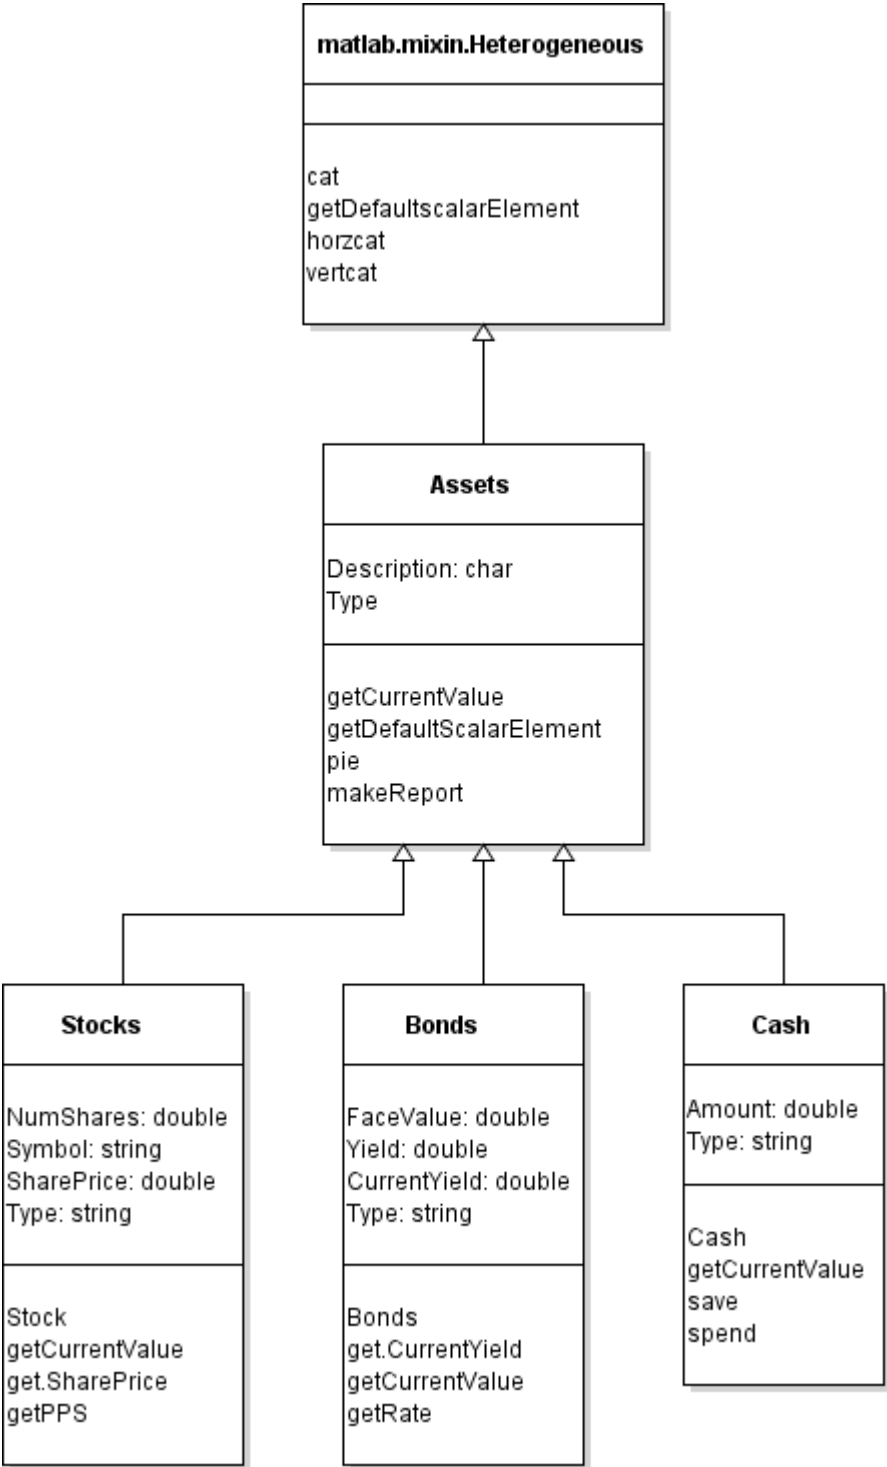 matlab.mixin.Heterogeneous
cat
getDefaultscalarElement
horzcat
vertcat
Assets
Description: char
Type
getCurrentValue
getDefaultScalarElement
pie
makeReport
Stocks
NumShares: double
Symbol: string
SharePrice: double
Type: string
Stock
getCurrentValue
get.SharePrice
getPPS
Bonds
FaceValue: double
Yield: double
CurrentYield: double
Type: string
Bonds
get.CurrentYield
getCurrentValue
getRate
Cash
Amount: double
Type: string
Cash
getCurrentValue
save
spend